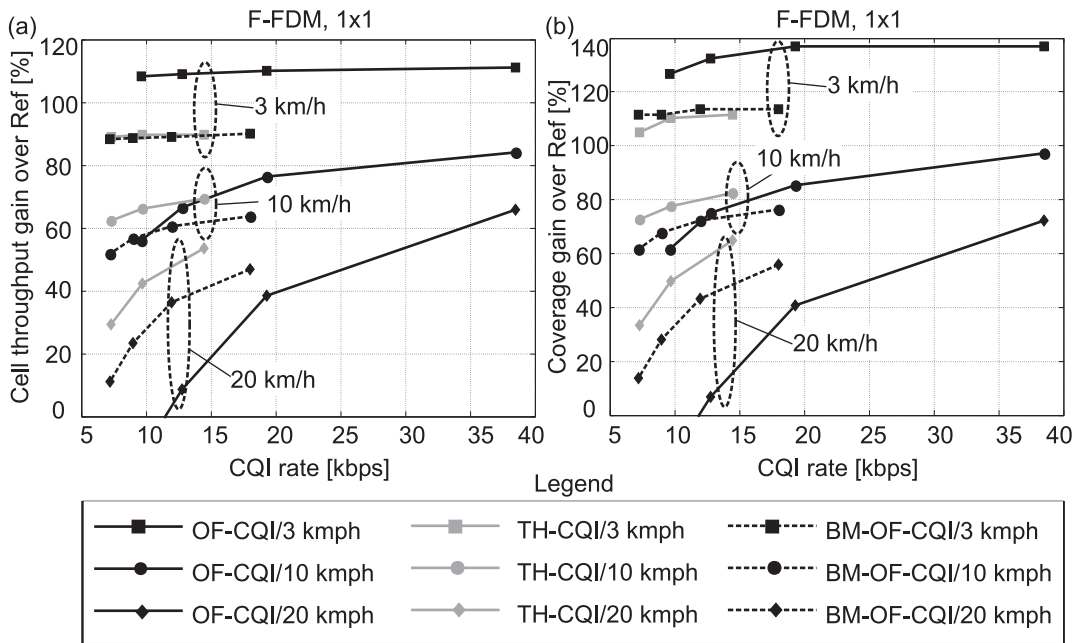 (a)
F-FDM, 1x1
Cell throughput gain over Ref [%]
120
100
80
60
40
20
0
3 km/h
10 km/h
20 km/h
5 10 15 20 25 30 35 40
CQI rate [kbps]
(b)
F-FDM, 1x1
Coverage gain over Ref [%]
140
120
100
80
60
40
20
0
3 km/h
10 km/h
20 km/h
5 10 15 20 25 30 35 40
CQI rate [kbps]
Legend
OF-CQI/3 kmph
TH-CQI/3 kmph
BM-OF-CQI/3 kmph
OF-CQI/10 kmph
TH-CQI/10 kmph
BM-OF-CQI/10 kmph
OF-CQI/20 kmph
TH-CQI/20 kmph
BM-OF-CQI/20 kmph